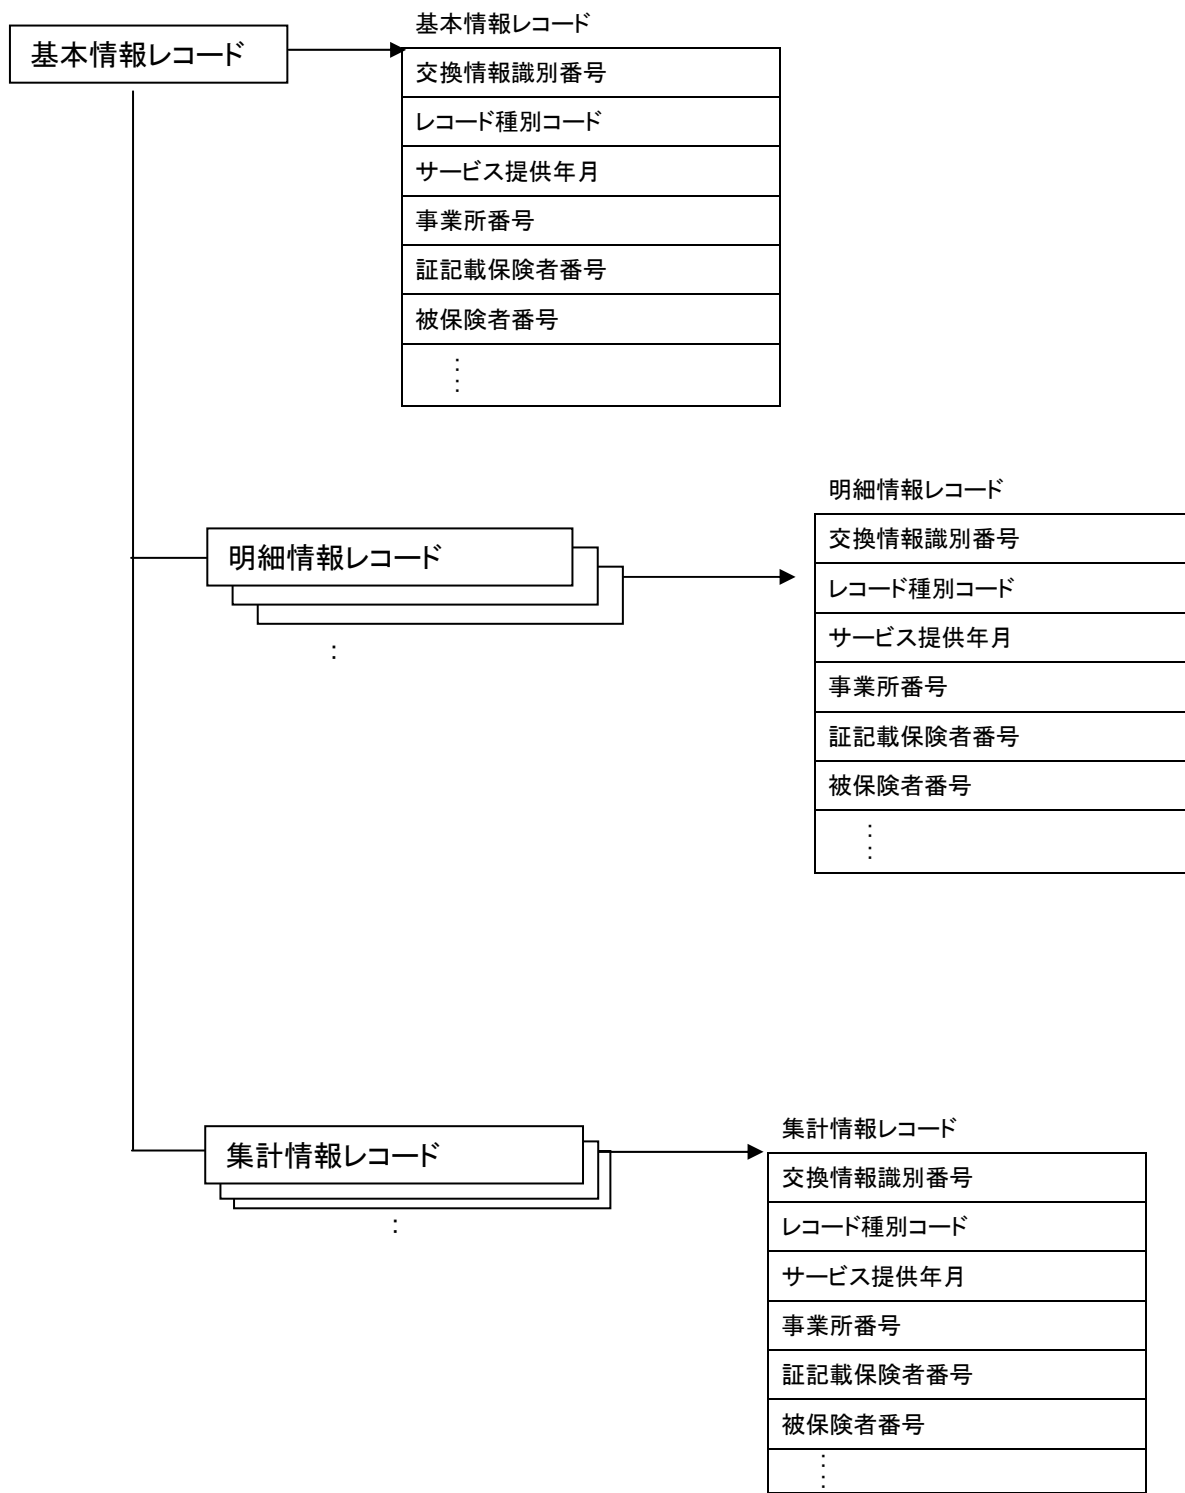 基本情報レコード
基本情報レコード
交換情報識別番号
レコード種別コード
サービス提供年月
事業所番号
証記載保険者番号
被保険者番号
：
：
明細情報レコード
：
明細情報レコード
交換情報識別番号
レコード種別コード
サービス提供年月
事業所番号
証記載保険者番号
被保険者番号
：
：
集計情報レコード
：
集計情報レコード
交換情報識別番号
レコード種別コード
サービス提供年月
事業所番号
証記載保険者番号
被保険者番号
：
：